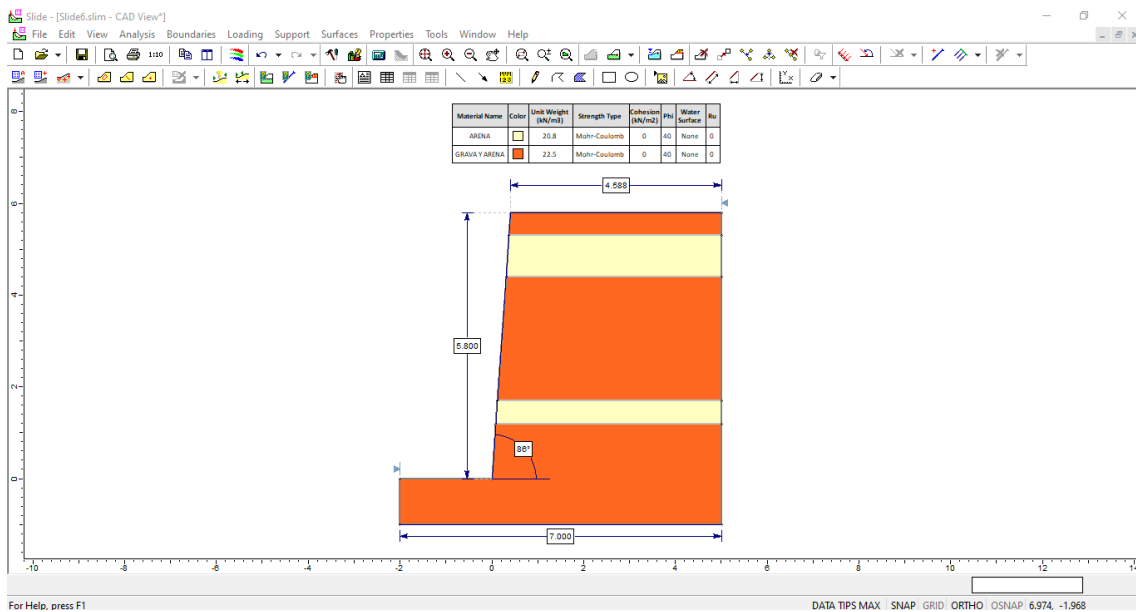 Slide - [Slide6.slim - CAD View*]
File Edit View Analysis Boundaries Loading Support Surfaces Properties Tools Window Help
1:10
Material Name Color Unit Weight (kN/m3) Strength Type Cohesion (kN/m2) Phi Water Surface Ru
ARENA 20.8 Mohr-Coulomb 0 40 None 0
GRAVA Y ARENA 22.5 Mohr-Coulomb 0 40 None 0
4.588
5.800
86°
7.000
8
6
4
2
0
-10 -8 -6 -4 -2 0 2 4 6 8 10 12 14
For Help, press F1
DATA TIPS MAX SNAP GRID ORTHO OSNAP 6.974, -1.968